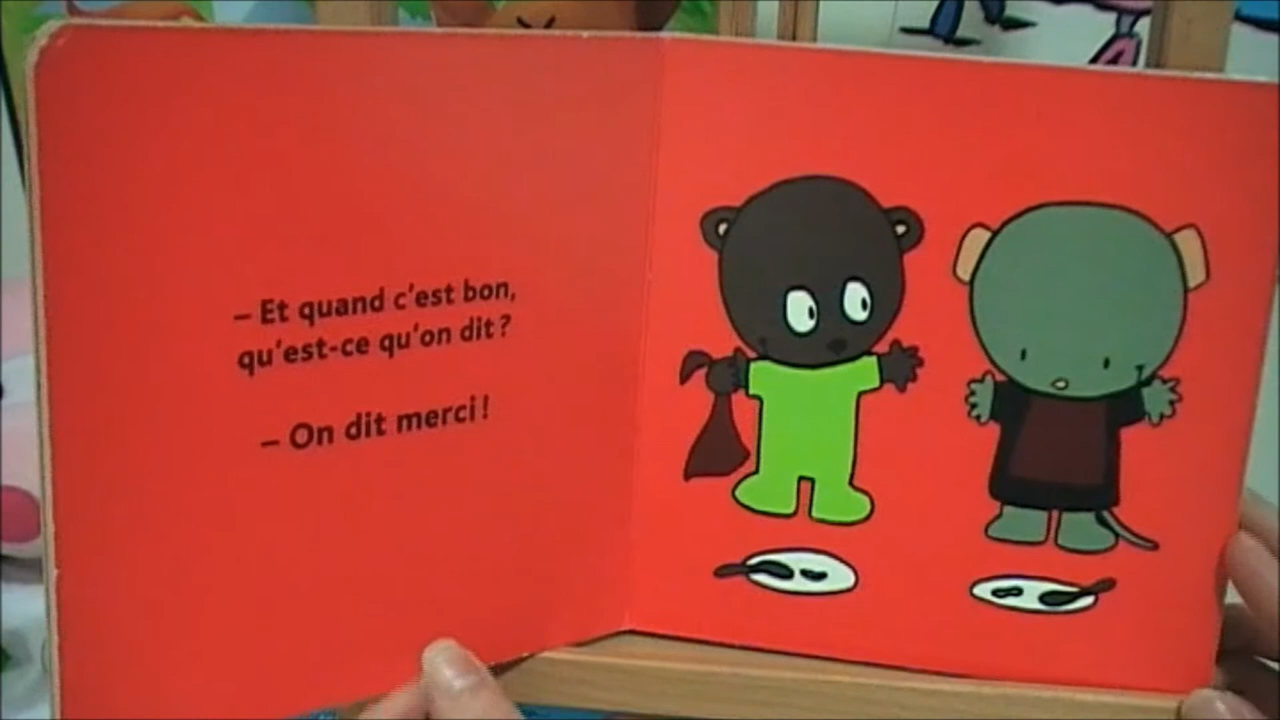 – Et quand c'est bon,
qu'est-ce qu'on dit ?
– On dit merci !